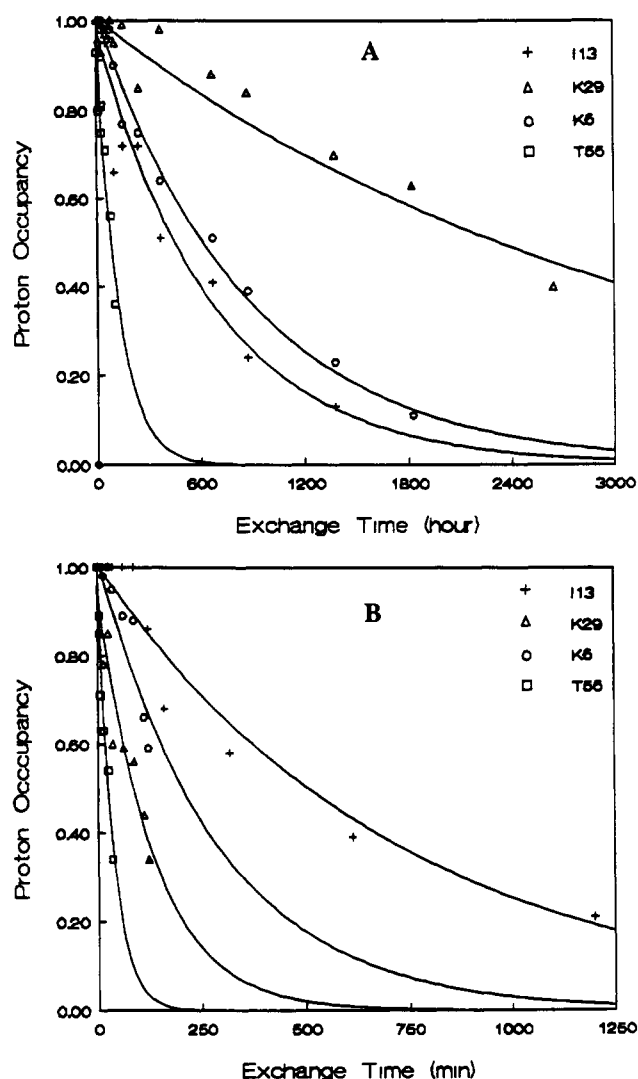 A
1.00
0.80
0.60
0.40
0.20
0.00
Proton Occupancy
I13
K29
K6
T55
0
600
1200
1800
2400
3000
Exchange Time (hour)
B
1.00
0.80
0.60
0.40
0.20
0.00
Proton Occcupancy
I13
K29
K6
T55
0
250
500
750
1000
1250
Exchange Time (min)